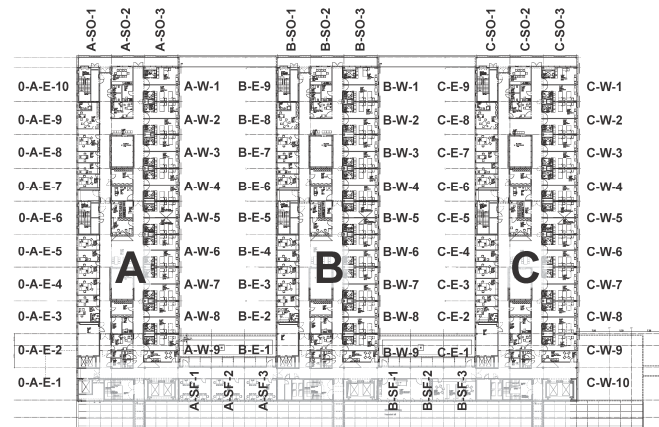 A-SO-1 A-SO-2 A-SO-3 B-SO-1 B-SO-2 B-SO-3 C-SO-1 C-SO-2 C-SO-3
0-A-E-10 A-W-1 B-E-9 B-W-1 C-E-9 C-W-1
0-A-E-9 A-W-2 B-E-8 B-W-2 C-E-8 C-W-2
0-A-E-8 A-W-3 B-E-7 B-W-3 C-E-7 C-W-3
0-A-E-7 A-W-4 B-E-6 B-W-4 C-E-6 C-W-4
0-A-E-6 A-W-5 B-E-5 B-W-5 C-E-5 C-W-5
0-A-E-5 A-W-6 B-E-4 B-W-6 C-E-4 C-W-6
A B C
0-A-E-4 A-W-7 B-E-3 B-W-7 C-E-3 C-W-7
0-A-E-3 A-W-8 B-E-2 B-W-8 C-E-2 C-W-8
0-A-E-2 A-W-9 B-E-1 B-W-9 C-E-1 C-W-9
0-A-E-1 C-W-10
A-SF-1 A-SF-2 A-SF-3 B-SF-1 B-SF-2 B-SF-3